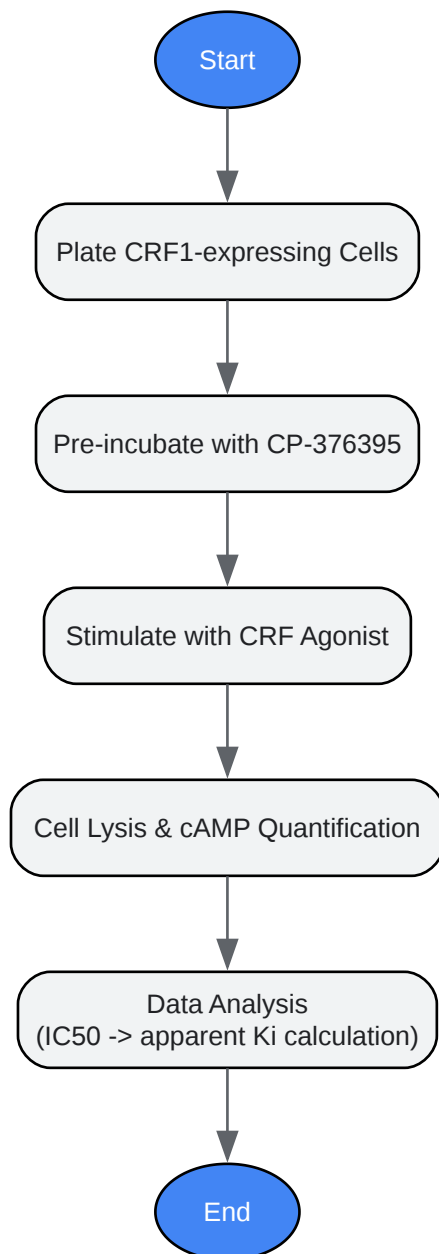 Start
Plate CRF1-expressing Cells
Pre-incubate with CP-376395
Stimulate with CRF Agonist
Cell Lysis & cAMP Quantification
Data Analysis
(IC50 -> apparent Ki calculation)
End